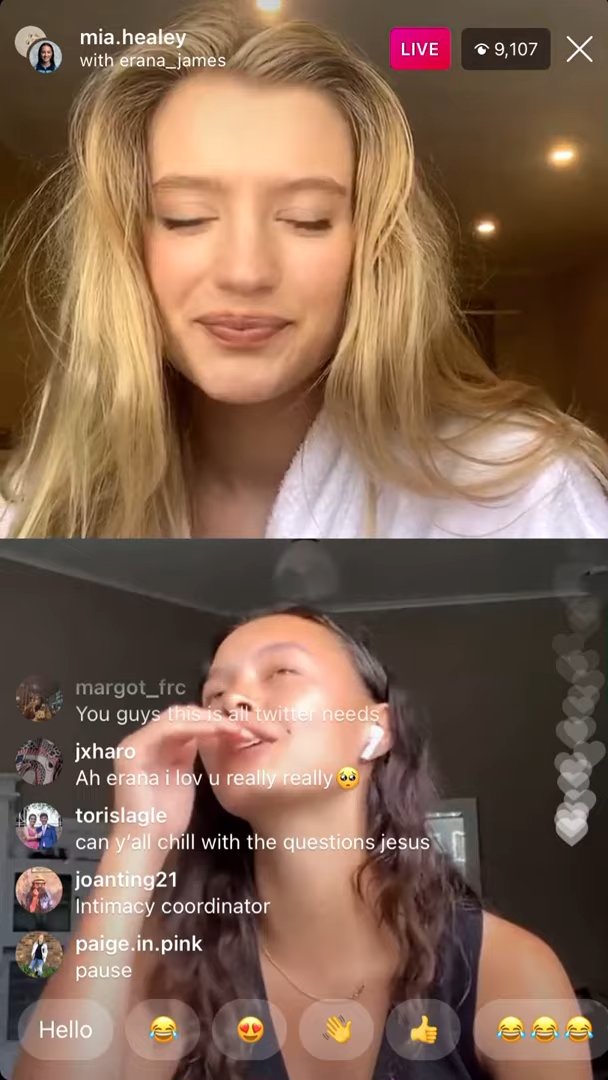 mia.healey
with erana_james
LIVE
9,107
margot_frc
You guys this is all twitter needs
jxharo
Ah erana i lov u really really🥺
torislagle
can y'all chill with the questions jesus
joanting21
Intimacy coordinator
paige.in.pink
pause
Hello 😂 😍 👋 👍 😂😂😂